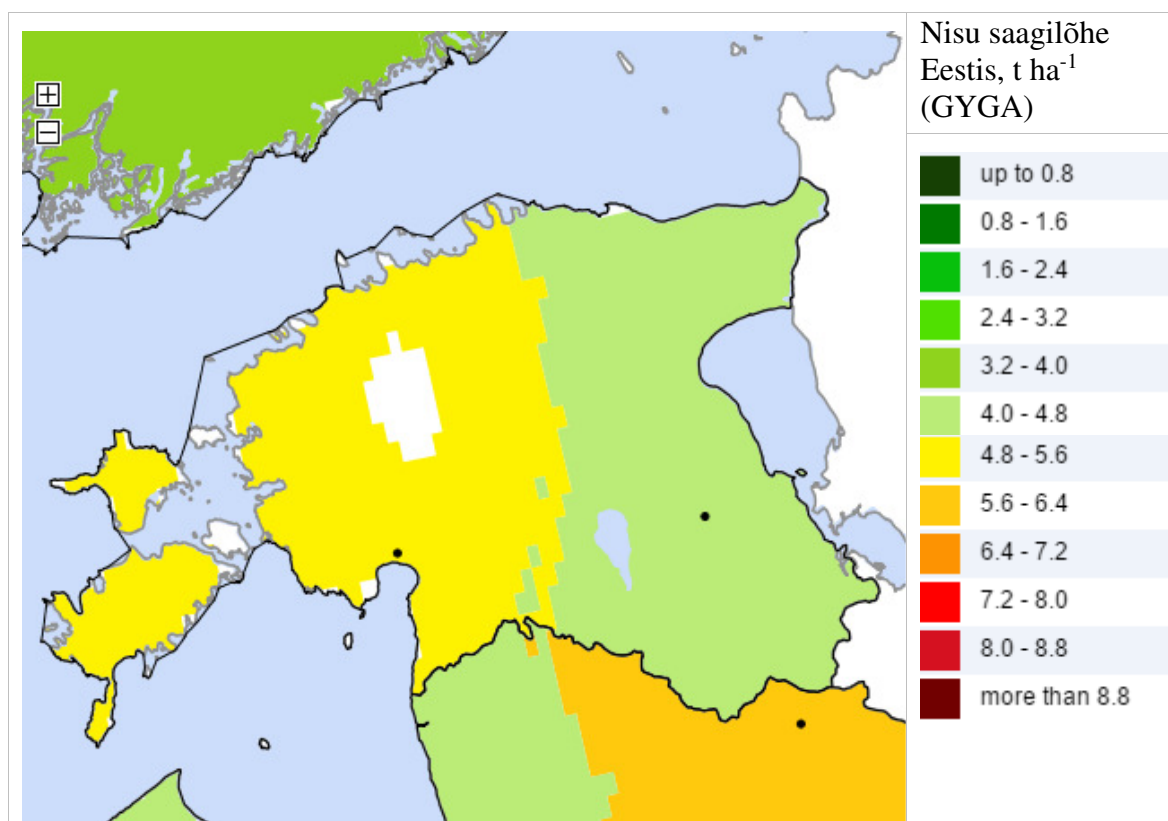 Nisu saagilõhe
Eestis, t ha-1
(GYGA)
+
−
up to 0.8
0.8 - 1.6
1.6 - 2.4
2.4 - 3.2
3.2 - 4.0
4.0 - 4.8
4.8 - 5.6
5.6 - 6.4
6.4 - 7.2
7.2 - 8.0
8.0 - 8.8
more than 8.8